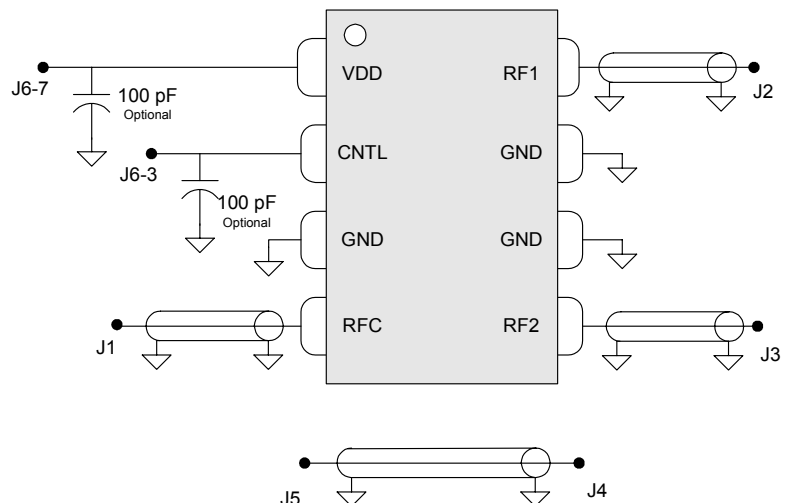 VDD
RF1
J6-7
100 pF
Optional
J2
CNTL
GND
J6-3
100 pF
Optional
GND
GND
RFC
RF2
J1
J3
J5
J4